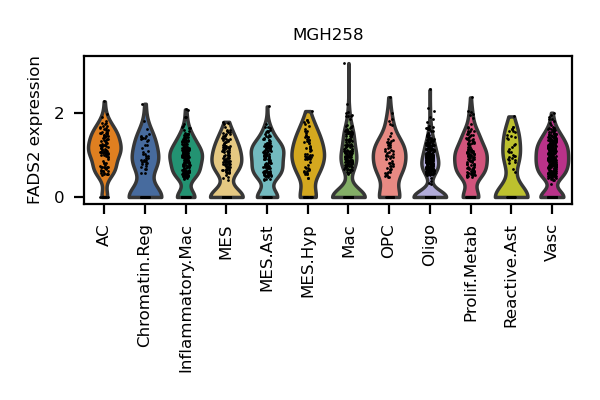 MGH258
FADS2 expression
2
0
AC
Chromatin.Reg
Inflammatory.Mac
MES
MES.Ast
MES.Hyp
Mac
OPC
Oligo
Prolif.Metab
Reactive.Ast
Vasc